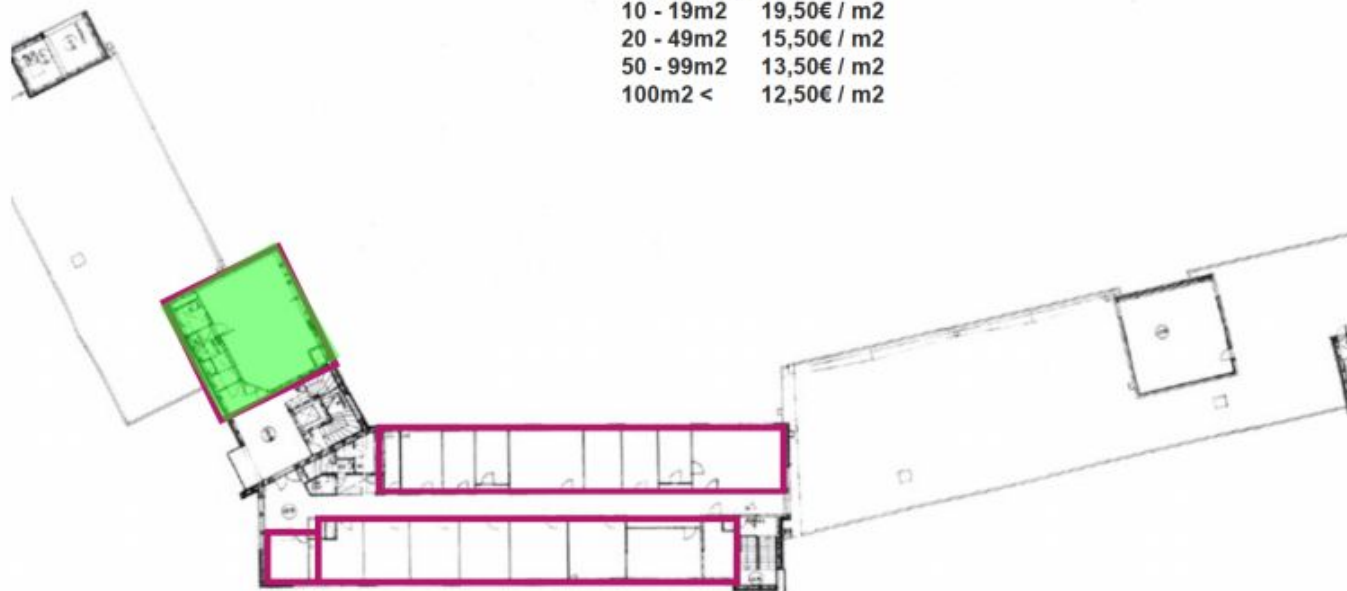 10 - 19m2 19,50€ / m2
20 - 49m2 15,50€ / m2
50 - 99m2 13,50€ / m2
100m2 < 12,50€ / m2